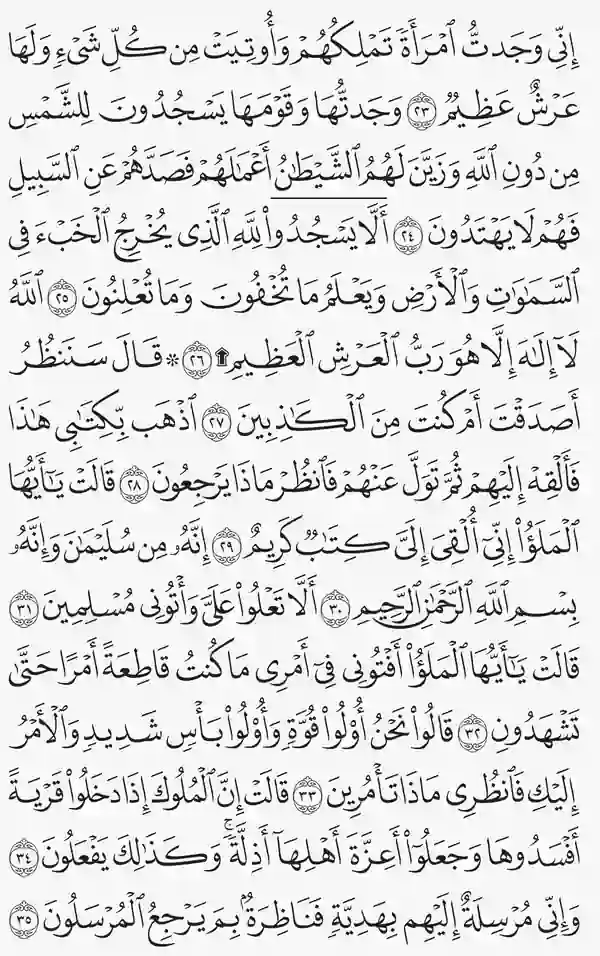 إِنِّي وَجَدتُّ ٱمۡرَأَةٗ تَمۡلِكُهُمۡ وَأُوتِيَتۡ مِن كُلِّ شَيۡءٖ وَلَهَا
عَرۡشٌ عَظِيمٞ ٢٣ وَجَدتُّهَا وَقَوۡمَهَا يَسۡجُدُونَ لِلشَّمۡسِ
مِن دُونِ ٱللَّهِ وَزَيَّنَ لَهُمُ ٱلشَّيۡطَٰنُ أَعۡمَٰلَهُمۡ فَصَدَّهُمۡ عَنِ ٱلسَّبِيلِ
فَهُمۡ لَا يَهۡتَدُونَ ٢٤ أَلَّاۤ يَسۡجُدُواْۤ لِلَّهِ ٱلَّذِي يُخۡرِجُ ٱلۡخَبۡءَ فِي
ٱلسَّمَٰوَٰتِ وَٱلۡأَرۡضِ وَيَعۡلَمُ مَا تُخۡفُونَ وَمَا تُعۡلِنُونَ ٢٥ ٱللَّهُ
لَآ إِلَٰهَ إِلَّا هُوَ رَبُّ ٱلۡعَرۡشِ ٱلۡعَظِيمِ۩ ٢٦ ۞ قَالَ سَنَنظُرُ
أَصَدَقۡتَ أَمۡ كُنتَ مِنَ ٱلۡكَٰذِبِينَ ٢٧ ٱذۡهَب بِّكِتَٰبِي هَٰذَا
فَأَلۡقِهۡ إِلَيۡهِمۡ ثُمَّ تَوَلَّ عَنۡهُمۡ فَٱنظُرۡ مَاذَا يَرۡجِعُونَ ٢٨ قَالَتۡ يَٰٓأَيُّهَا
ٱلۡمَلَؤُاْ إِنِّيٓ أُلۡقِيَ إِلَيَّ كِتَٰبٞ كَرِيمٌ ٢٩ إِنَّهُۥ مِن سُلَيۡمَٰنَ وَإِنَّهُۥ
بِسۡمِ ٱللَّهِ ٱلرَّحۡمَٰنِ ٱلرَّحِيمِ ٣٠ أَلَّا تَعۡلُواْ عَلَيَّ وَأۡتُونِي مُسۡلِمِينَ ٣١
قَالَتۡ يَٰٓأَيُّهَا ٱلۡمَلَؤُاْ أَفۡتُونِي فِيٓ أَمۡرِي مَا كُنتُ قَاطِعَةً أَمۡرًا حَتَّىٰ
تَشۡهَدُونِ ٣٢ قَالُواْ نَحۡنُ أُوْلُواْ قُوَّةٖ وَأُوْلُواْ بَأۡسٖ شَدِيدٖ وَٱلۡأَمۡرُ
إِلَيۡكِ فَٱنظُرِي مَاذَا تَأۡمُرِينَ ٣٣ قَالَتۡ إِنَّ ٱلۡمُلُوكَ إِذَا دَخَلُواْ قَرۡيَةً
أَفۡسَدُوهَا وَجَعَلُوٓاْ أَعِزَّةَ أَهۡلِهَآ أَذِلَّةٗۚ وَكَذَٰلِكَ يَفۡعَلُونَ ٣٤
وَإِنِّي مُرۡسِلَةٌ إِلَيۡهِم بِهَدِيَّةٖ فَنَاظِرَةُۢ بِمَ يَرۡجِعُ ٱلۡمُرۡسَلُونَ ٣٥